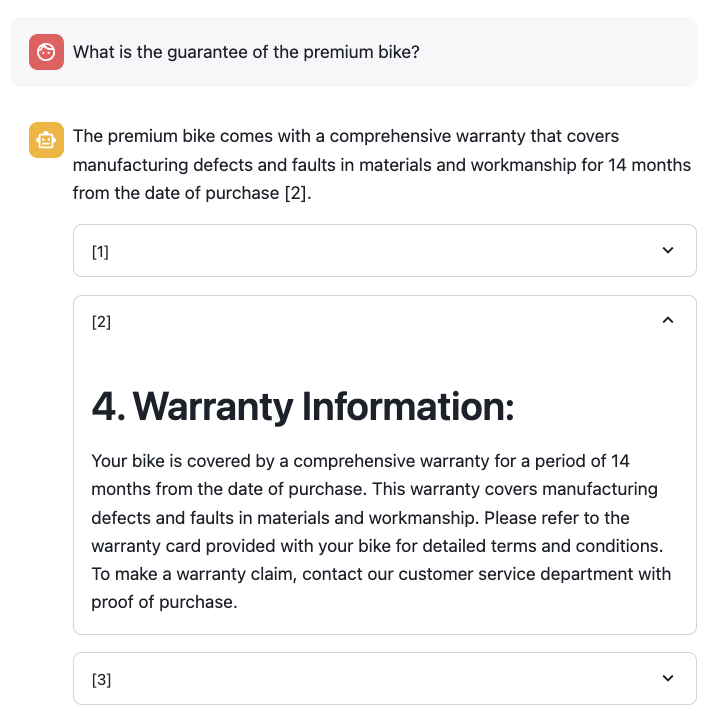 What is the guarantee of the premium bike?
The premium bike comes with a comprehensive warranty that covers
manufacturing defects and faults in materials and workmanship for 14 months
from the date of purchase [2].
[1]
[2]
4. Warranty Information:
Your bike is covered by a comprehensive warranty for a period of 14
months from the date of purchase. This warranty covers manufacturing
defects and faults in materials and workmanship. Please refer to the
warranty card provided with your bike for detailed terms and conditions.
To make a warranty claim, contact our customer service department with
proof of purchase.
[3]